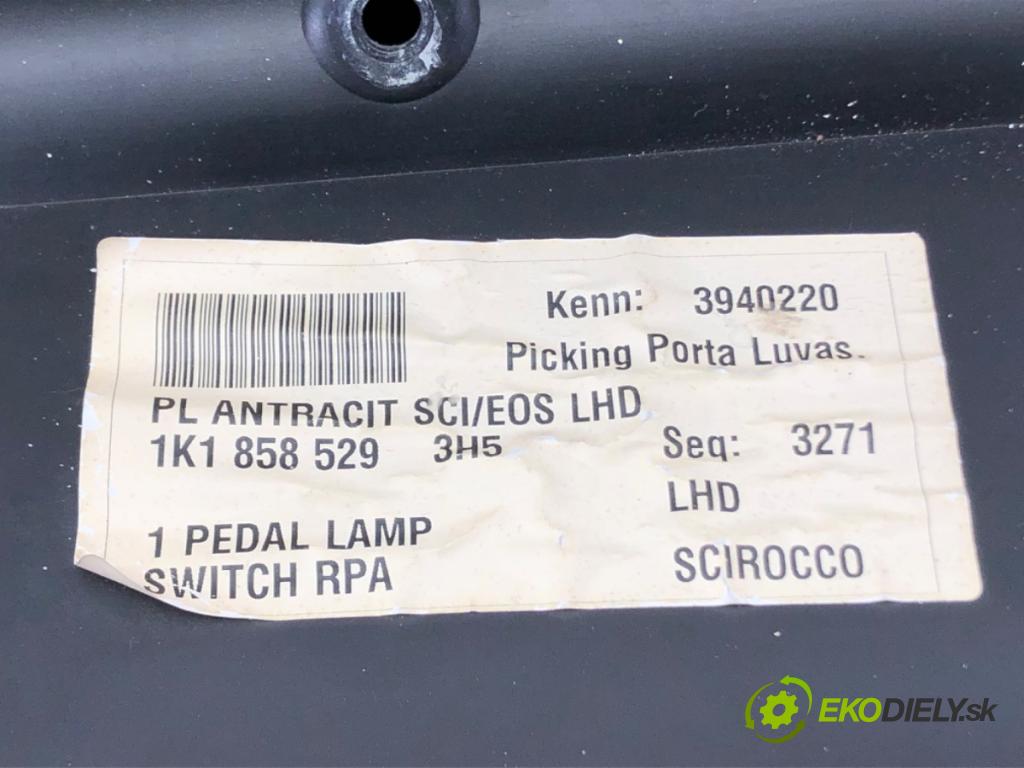 Kenn: 3940220
Picking Porta Luvas.
PL ANTRACIT SCI/EOS LHD
1K1 858 529 3H5
Seq: 3271
LHD
1 PEDAL LAMP
SWITCH RPA
SCIROCCO
EKODIELY.sk